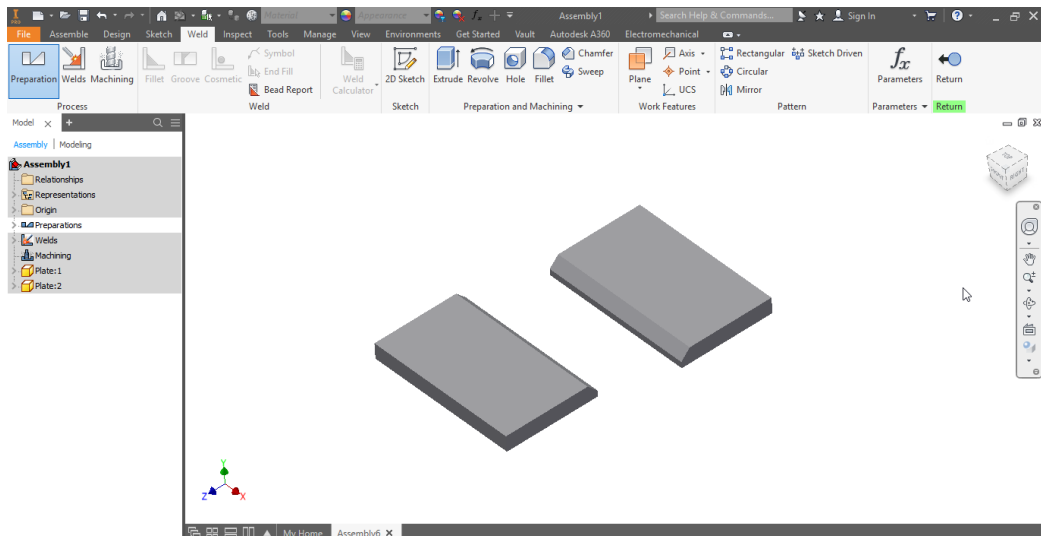 I PRO Material Appearance fx Assembly1 Search Help & Commands... Sign In
File Assemble Design Sketch Weld Inspect Tools Manage View Environments Get Started Vault Autodesk A360 Electromechanical
Preparation Welds Machining
Process
Fillet Groove Cosmetic
Symbol
End Fill
Bead Report
Weld Calculator
Weld
2D Sketch
Sketch
Extrude Revolve Hole Fillet
Chamfer
Sweep
Preparation and Machining
Plane
Axis
Point
UCS
Work Features
Rectangular Sketch Driven
Circular
Mirror
Pattern
fx
Parameters
Parameters
Return
Return
Model
Assembly | Modeling
Assembly1
Relationships
Representations
Origin
Preparations
Welds
Machining
Plate:1
Plate:2
RIGHT
Y
Z
X
My Home Assembly6